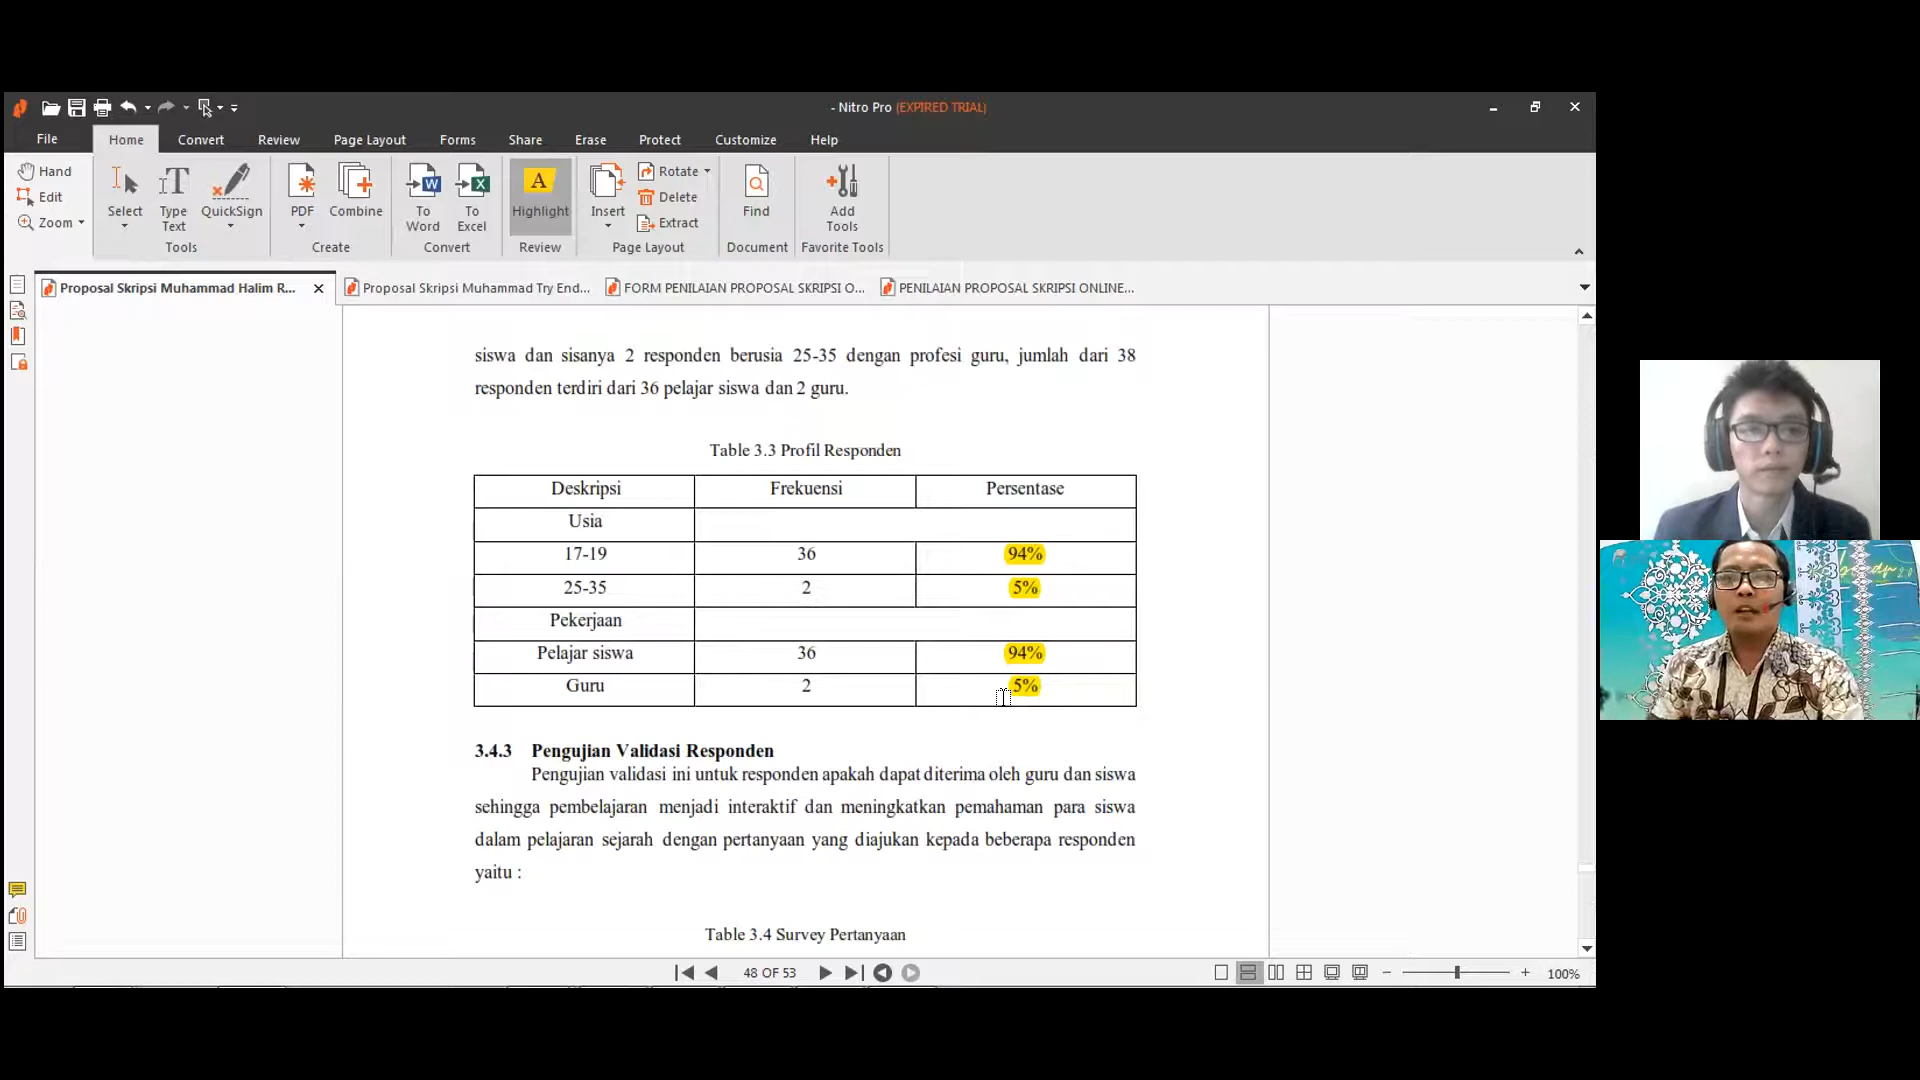 - Nitro Pro (EXPIRED TRIAL)
File Home Convert Review Page Layout Forms Share Erase Protect Customize Help
Hand
Edit
Zoom
Select
Type Text
QuickSign
Tools
PDF
Combine
Create
To Word
To Excel
Convert
A
Highlight
Review
Insert
Rotate
Delete
Extract
Page Layout
Find
Document
Add Tools
Favorite Tools
Proposal Skripsi Muhammad Halim R...
Proposal Skripsi Muhammad Try End...
FORM PENILAIAN PROPOSAL SKRIPSI O...
PENILAIAN PROPOSAL SKRIPSI ONLINE...
siswa dan sisanya 2 responden berusia 25-35 dengan profesi guru, jumlah dari 38
responden terdiri dari 36 pelajar siswa dan 2 guru.
Table 3.3 Profil Responden
Deskripsi Frekuensi Persentase
Usia
17-19 36 94%
25-35 2 5%
Pekerjaan
Pelajar siswa 36 94%
Guru 2 5%
3.4.3 Pengujian Validasi Responden
Pengujian validasi ini untuk responden apakah dapat diterima oleh guru dan siswa
sehingga pembelajaran menjadi interaktif dan meningkatkan pemahaman para siswa
dalam pelajaran sejarah dengan pertanyaan yang diajukan kepada beberapa responden
yaitu :
Table 3.4 Survey Pertanyaan
48 OF 53
100%